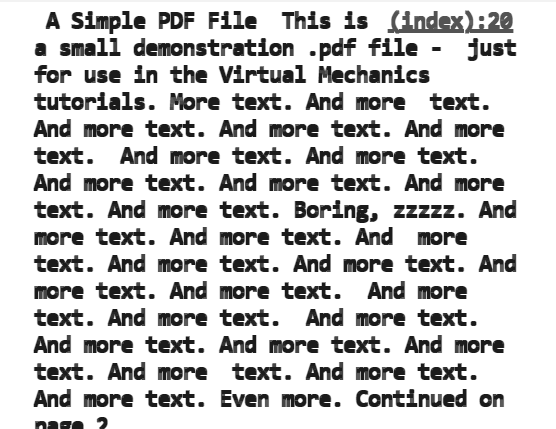 A Simple PDF File  This is  (index):20
a small demonstration .pdf file -  just
for use in the Virtual Mechanics
tutorials. More text. And more  text.
And more text. And more text. And more
text.  And more text. And more text.
And more text. And more text. And more
text. And more text. Boring, zzzzz. And
more text. And more text. And  more
text. And more text. And more text. And
more text. And more text.  And more
text. And more text.  And more text.
And more text. And more text. And more
text. And more  text. And more text.
And more text. Even more. Continued on
page 2